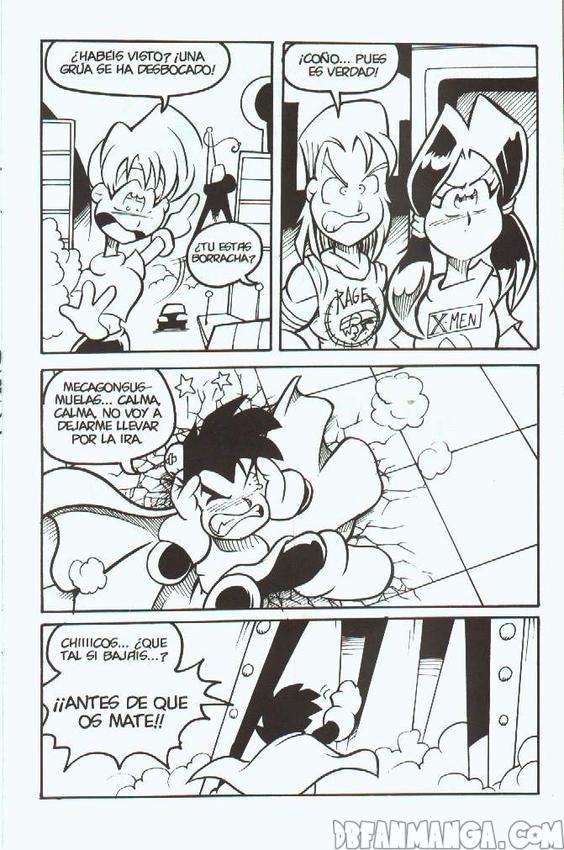 ¿HABÉIS VISTO? ¡UNA
GRÚA SE HA DESBOCADO!
¿TU ESTAS
BORRACHA?
¡COÑO... PUES
ES VERDAD!
RAGE
X-MEN
MECAGONGUS-
MUELAS... CALMA,
CALMA, NO VOY A
DEJARME LLEVAR
POR LA IRA.
CHIIIICOS... ¿QUE
TAL SI BAJAIS...?
¡¡ANTES DE QUE
OS MATE!!
DBFANMANGA.COM